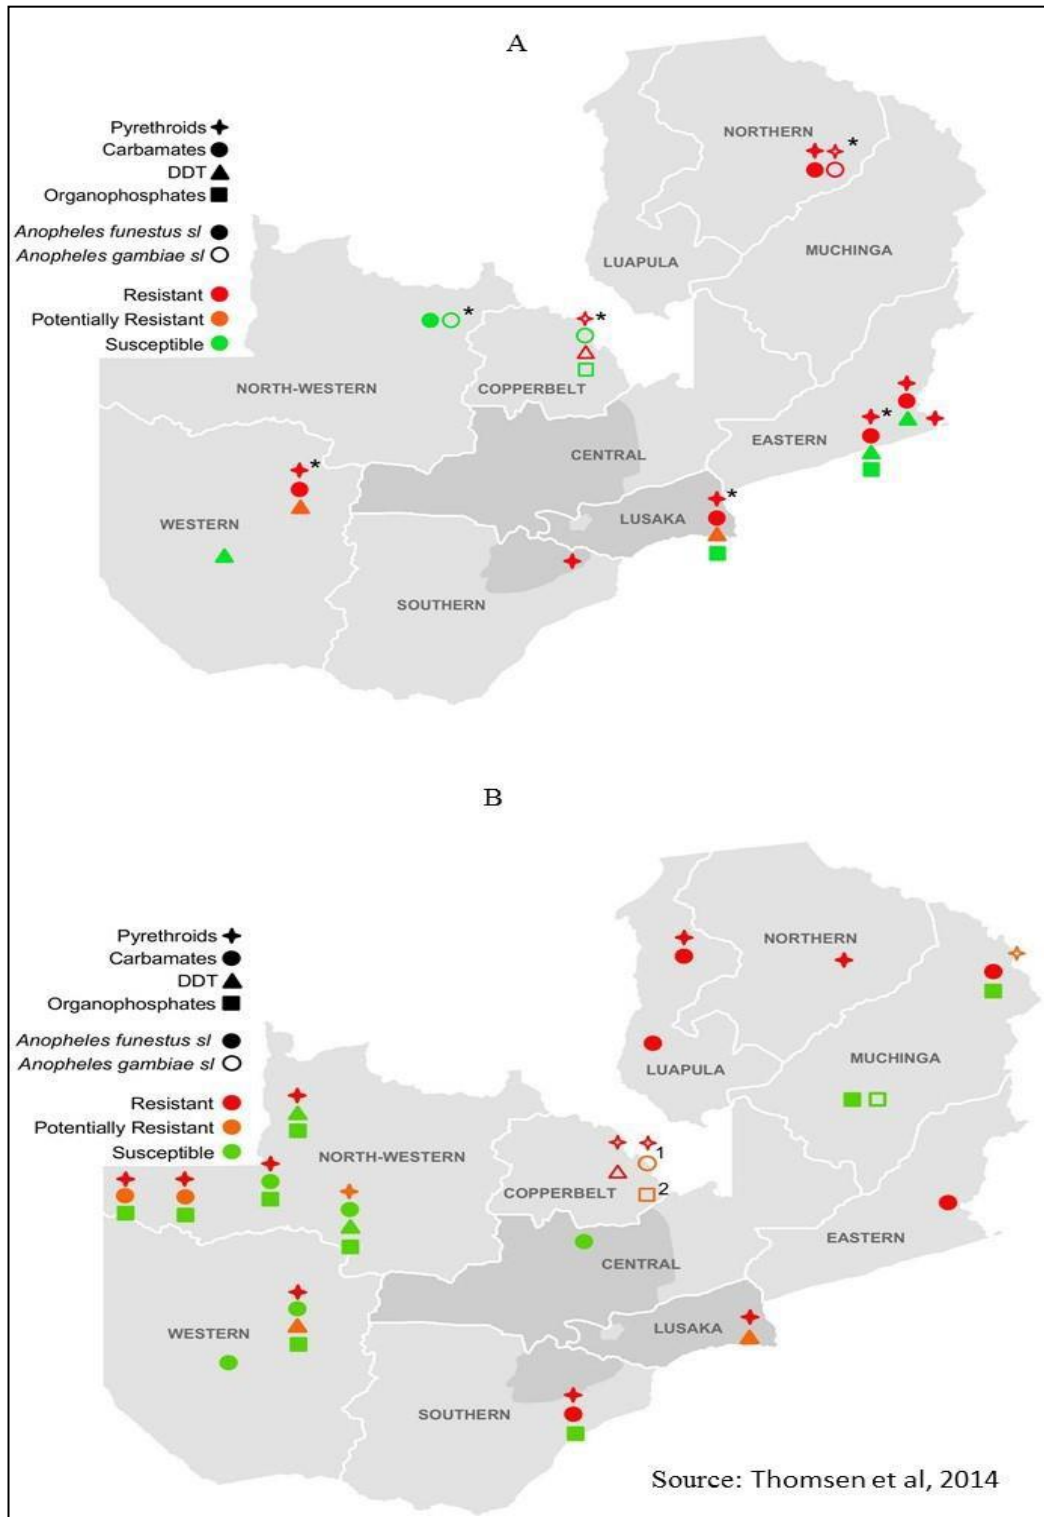 A
Pyrethroids
Carbamates
DDT
Organophosphates
Anopheles funestus sl
Anopheles gambiae sl
Resistant
Potentially Resistant
Susceptible
NORTHERN
*
MUCHINGA
LUAPULA
*
*
NORTH-WESTERN
COPPERBELT
*
EASTERN
CENTRAL
*
*
LUSAKA
WESTERN
SOUTHERN
B
Pyrethroids
Carbamates
DDT
Organophosphates
Anopheles funestus sl
Anopheles gambiae sl
Resistant
Potentially Resistant
Susceptible
NORTHERN
MUCHINGA
LUAPULA
NORTH-WESTERN
1
COPPERBELT
2
EASTERN
CENTRAL
LUSAKA
WESTERN
SOUTHERN
Source: Thomsen et al, 2014